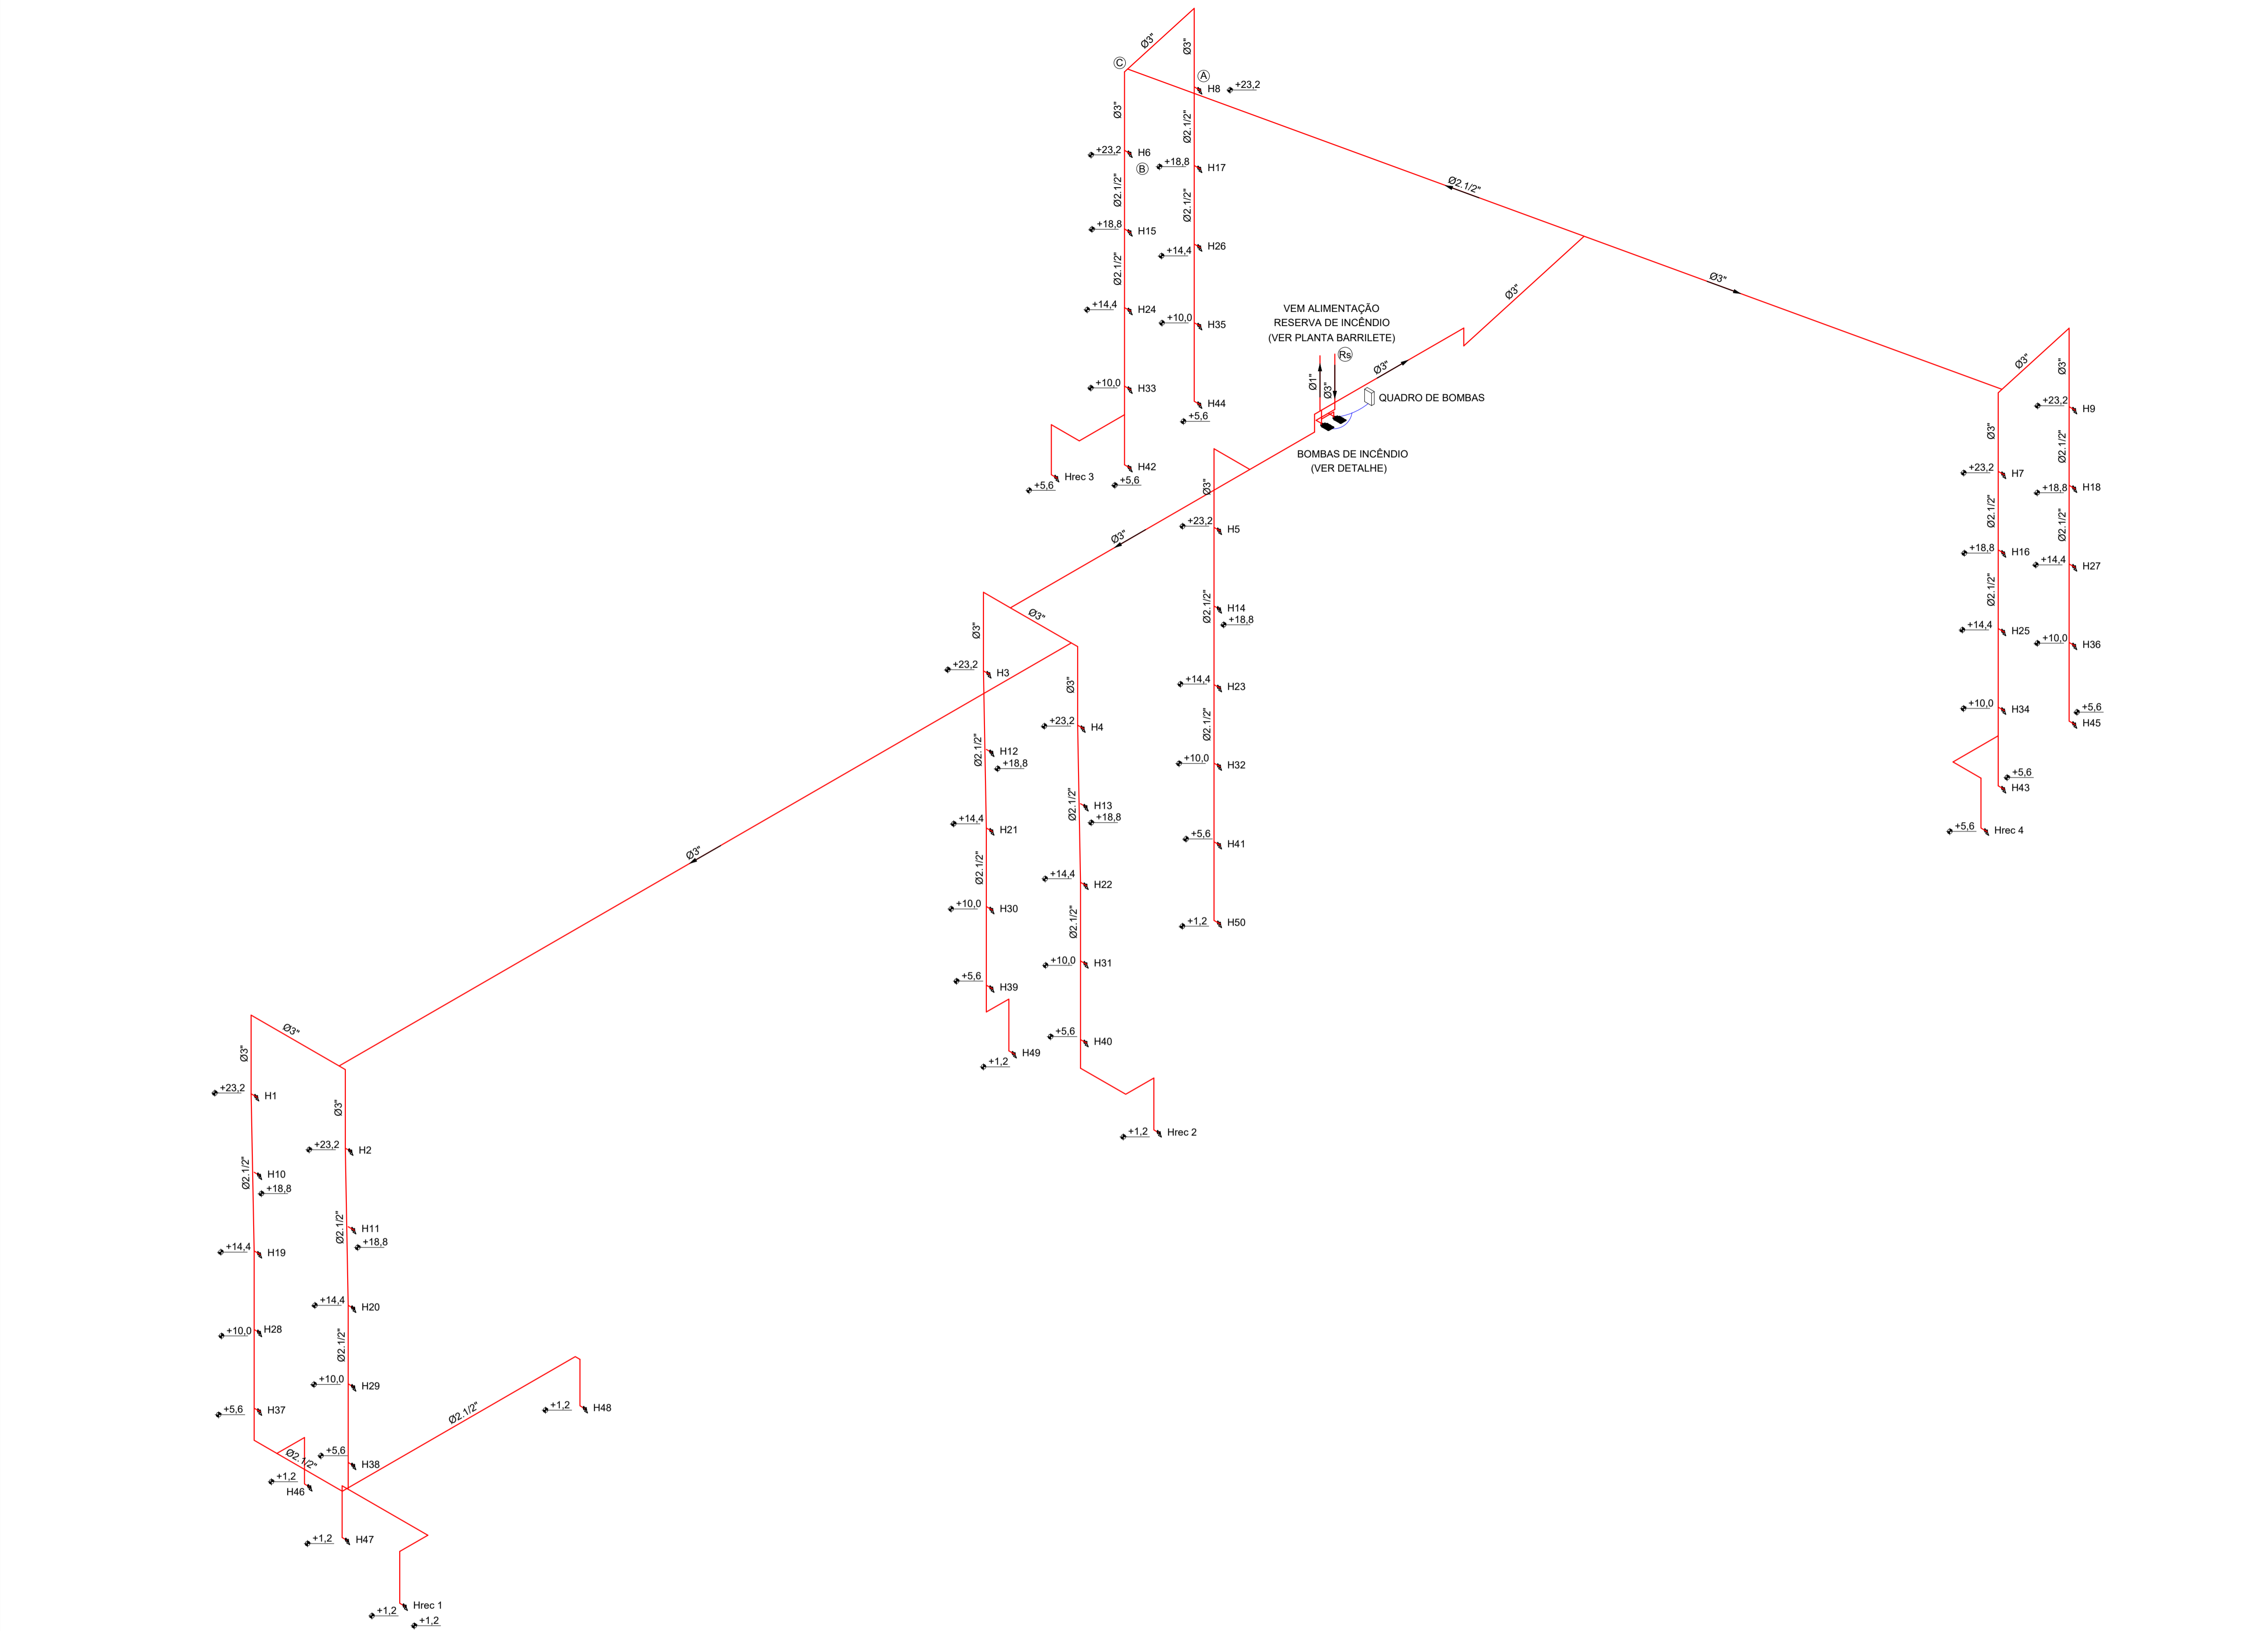 Ø3"
Ø3"
C
A
H8
+23,2
Ø3"
Ø2.1/2"
+23,2
H6
B
+18,8
H17
Ø2.1/2"
Ø2.1/2"
Ø2.1/2"
+18,8
H15
+14,4
H26
Ø2.1/2"
Ø3"
Ø3"
+14,4
H24
VEM ALIMENTAÇÃO
RESERVA DE INCÊNDIO
(VER PLANTA BARRILETE)
Rs
+10,0
H35
Ø3"
Ø1"
Ø3"
+10,0
H33
QUADRO DE BOMBAS
H44
+5,6
BOMBAS DE INCÊNDIO
(VER DETALHE)
H42
+5,6
Hrec 3
+5,6
Ø3"
Ø3"
+23,2
H9
Ø3"
Ø2.1/2"
+23,2
H7
+18,8
H18
Ø2.1/2"
Ø2.1/2"
+18,8
H16
+14,4
H27
Ø2.1/2"
+14,4
H25
+10,0
H36
+10,0
H34
+5,6
H45
+5,6
H43
+5,6
Hrec 4
Ø3"
+23,2
H5
Ø3"
Ø2.1/2"
H14
+18,8
+14,4
H23
Ø2.1/2"
+10,0
H32
+5,6
H41
+1,2
H50
Ø3"
Ø3"
+23,2
H3
Ø3"
+23,2
H4
Ø2.1/2"
H12
+18,8
Ø2.1/2"
H13
+18,8
+14,4
H21
Ø2.1/2"
+14,4
H22
+10,0
H30
Ø2.1/2"
+10,0
H31
+5,6
H39
+5,6
H40
H49
+1,2
+1,2
Hrec 2
Ø3"
Ø3"
Ø3"
+23,2
H1
Ø3"
+23,2
H2
Ø2.1/2"
H10
+18,8
Ø2.1/2"
H11
+18,8
+14,4
H19
+14,4
H20
+10,0
H28
Ø2.1/2"
+10,0
H29
+5,6
H37
Ø2.1/2"
+1,2
H48
Ø2.1/2"
+5,6
H38
+1,2
H46
+1,2
H47
Hrec 1
+1,2
+1,2